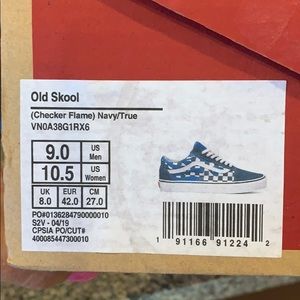 Old Skool
(Checker Flame) Navy/True
VN0A38G1RX6
9.0 US Men
10.5 US Women
UK 8.0 EUR 42.0 CM 27.0
PO#0136284790000010
S2V - 04/19
CPSIA PO/CUT#
400085447300010
1 91166 91224 2